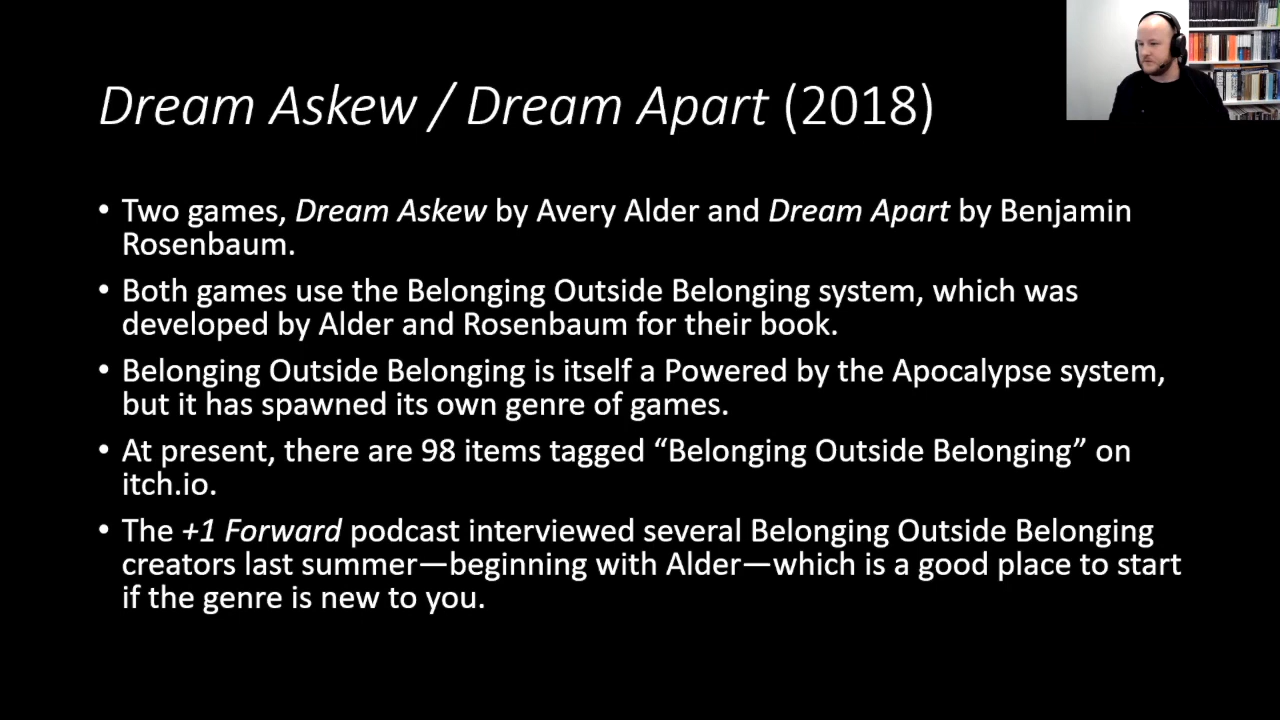 Dream Askew / Dream Apart (2018)
• Two games, Dream Askew by Avery Alder and Dream Apart by Benjamin
Rosenbaum.
• Both games use the Belonging Outside Belonging system, which was
developed by Alder and Rosenbaum for their book.
• Belonging Outside Belonging is itself a Powered by the Apocalypse system,
but it has spawned its own genre of games.
• At present, there are 98 items tagged “Belonging Outside Belonging” on
itch.io.
• The +1 Forward podcast interviewed several Belonging Outside Belonging
creators last summer—beginning with Alder—which is a good place to start
if the genre is new to you.